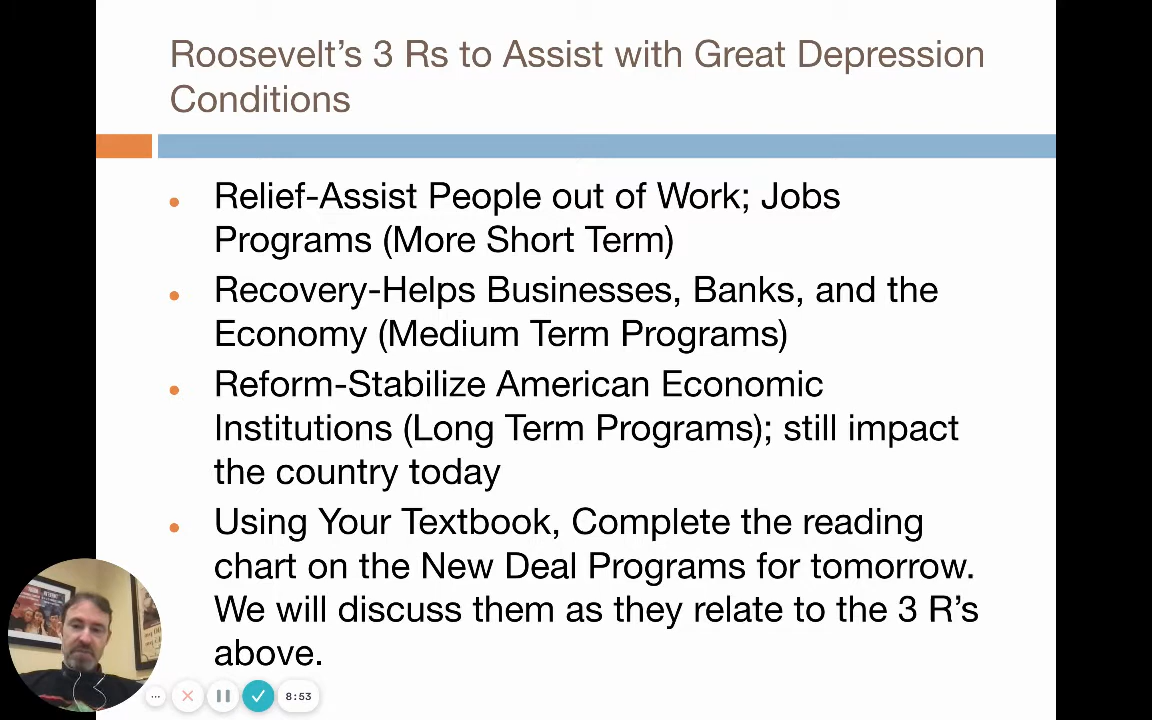 Roosevelt’s 3 Rs to Assist with Great Depression
Conditions
Relief-Assist People out of Work; Jobs
Programs (More Short Term)
Recovery-Helps Businesses, Banks, and the
Economy (Medium Term Programs)
Reform-Stabilize American Economic
Institutions (Long Term Programs); still impact
the country today
Using Your Textbook, Complete the reading
chart on the New Deal Programs for tomorrow.
We will discuss them as they relate to the 3 R’s
above.
8:53